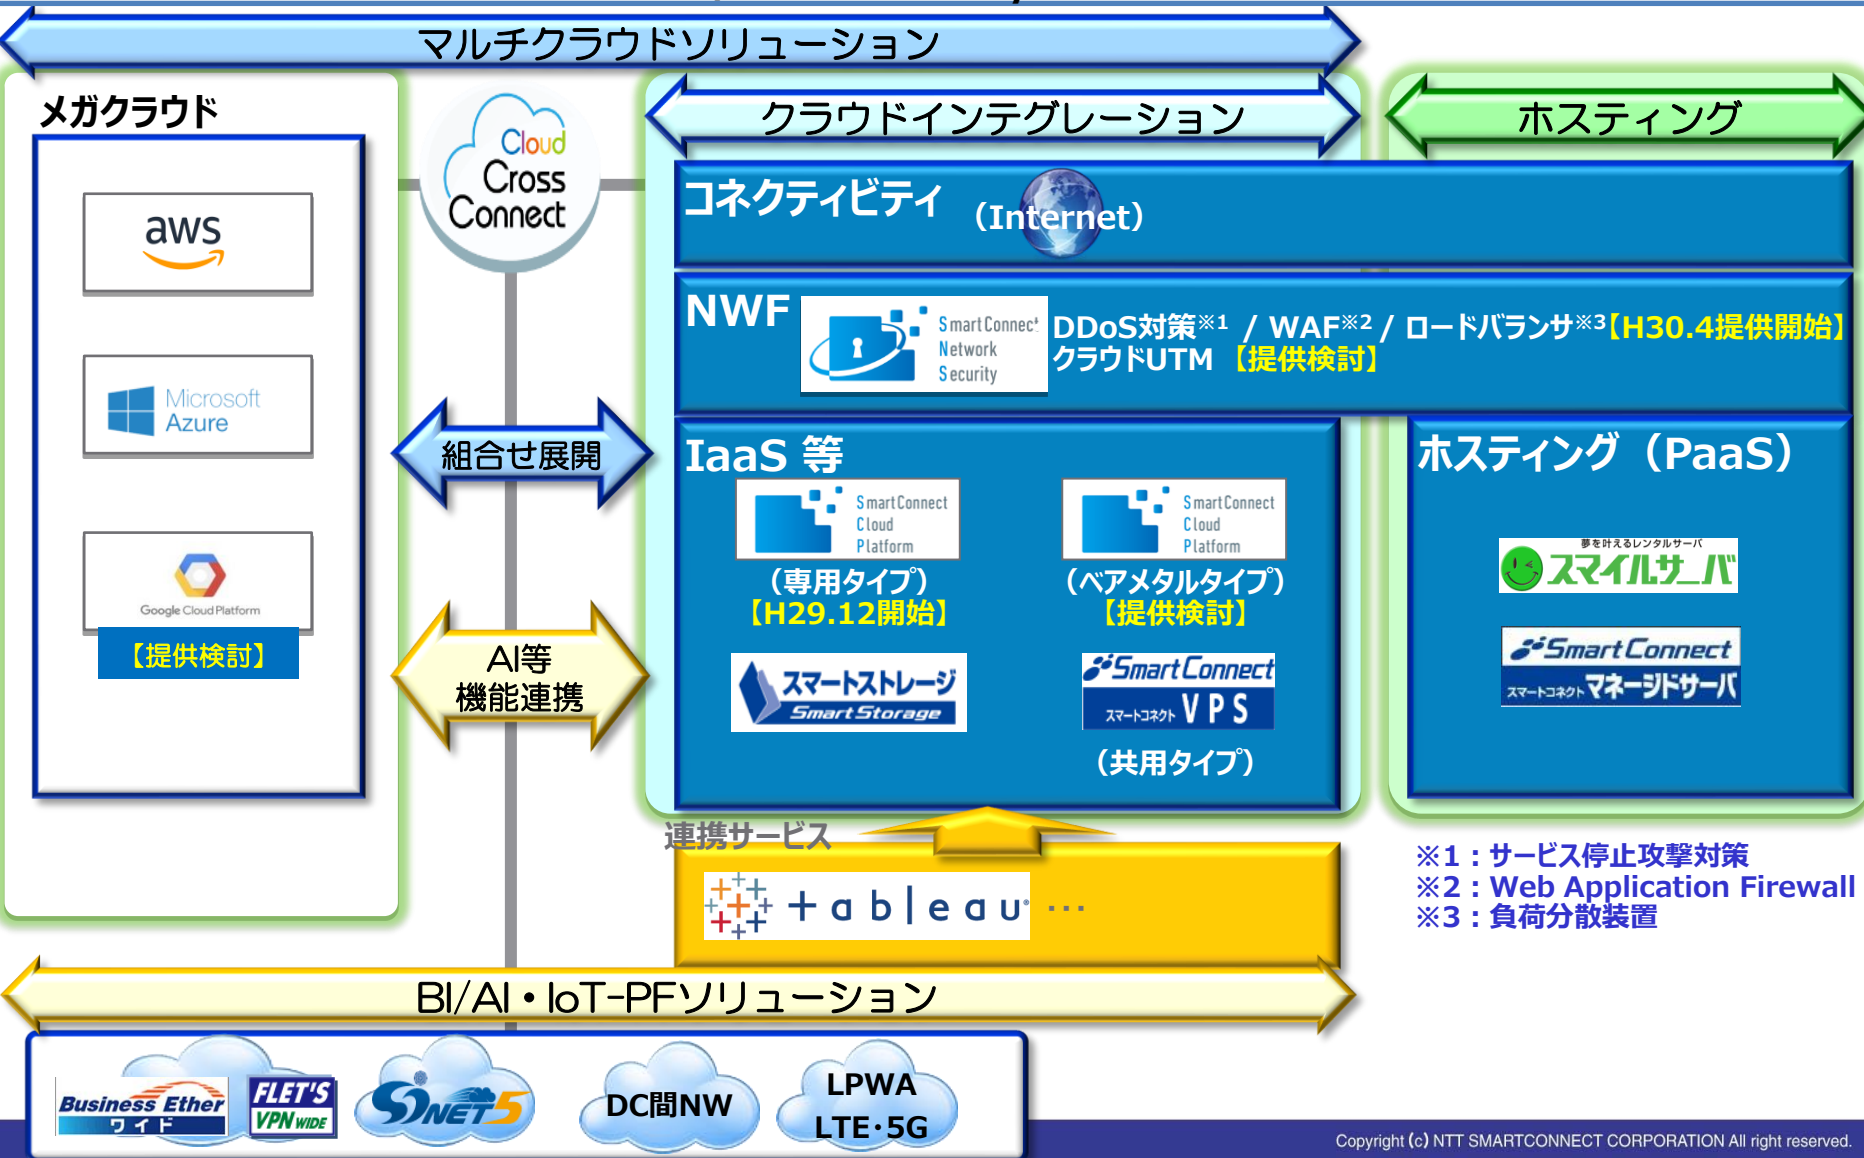 マルチクラウドソリューション
メガクラウド
aws
Microsoft
Azure
Google Cloud Platform
【提供検討】
Cloud
Cross
Connect
組合せ展開
AI等
機能連携
クラウドインテグレーション
ホスティング
コネクティビティ (Internet)
NWF
SmartConnect
Network
Security
DDoS対策※1 / WAF※2 / ロードバランサ※3【H30.4提供開始】
クラウドUTM 【提供検討】
IaaS 等
SmartConnect
Cloud
Platform
(専用タイプ)
【H29.12開始】
SmartConnect
Cloud
Platform
(ベアメタルタイプ)
【提供検討】
スマートストレージ
SmartStorage
SmartConnect
スマートコネクト VPS
(共用タイプ)
ホスティング（PaaS）
夢を叶えるレンタルサーバ
スマイルサーバ
SmartConnect
スマートコネクト マネージドサーバ
連携サービス
+ableau ...
※1：サービス停止攻撃対策
※2：Web Application Firewall
※3：負荷分散装置
BI/AI・IoT-PFソリューション
Business Ether
ワイド
FLET'S
VPN WIDE
SINET5
DC間NW
LPWA
LTE・5G
Copyright (c) NTT SMARTCONNECT CORPORATION All right reserved.